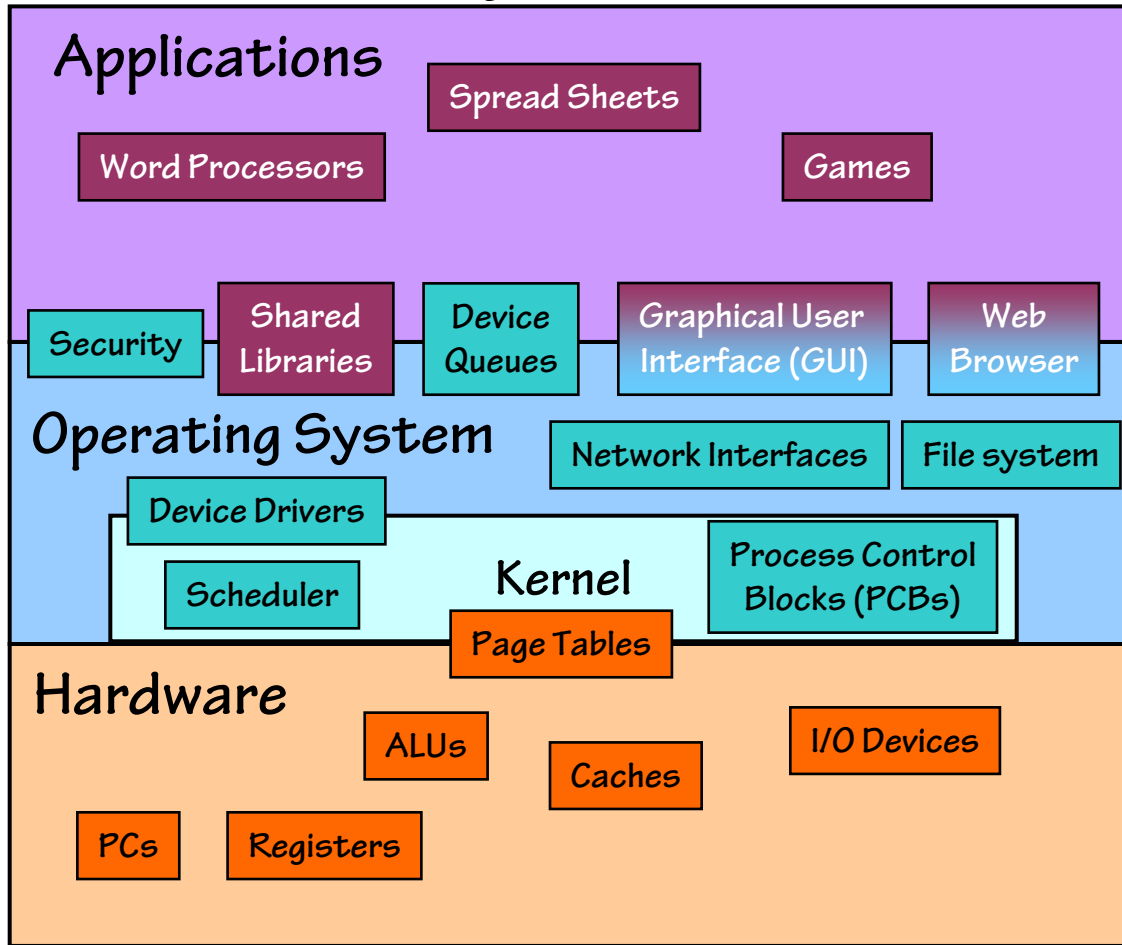 Applications
Spread Sheets
Word Processors
Games
Security
Shared
Libraries
Device
Queues
Graphical User
Interface (GUI)
Web
Browser
Operating System
Network Interfaces
File system
Device Drivers
Scheduler
Kernel
Process Control
Blocks (PCBs)
Page Tables
Hardware
ALUs
Caches
I/O Devices
PCs
Registers